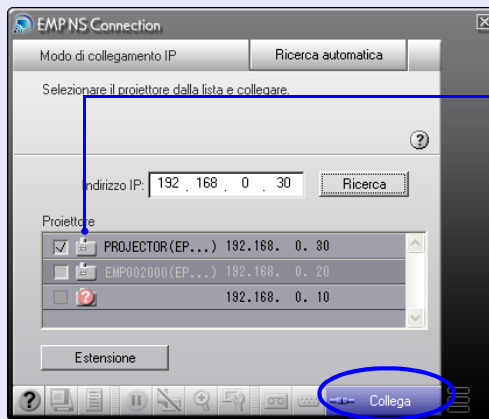 EMP NS Connection
Modo di collegamento IP
Ricerca automatica
Selezionare il proiettore dalla lista e collegare.
?
Indirizzo IP: 192 . 168 . 0 . 30 Ricerca
Proiettore
PROJECTOR(EP...) 192.168. 0. 30
EMP002000(EP...) 192.168. 0. 20
? 192.168. 0. 10
Estensione
? Collega